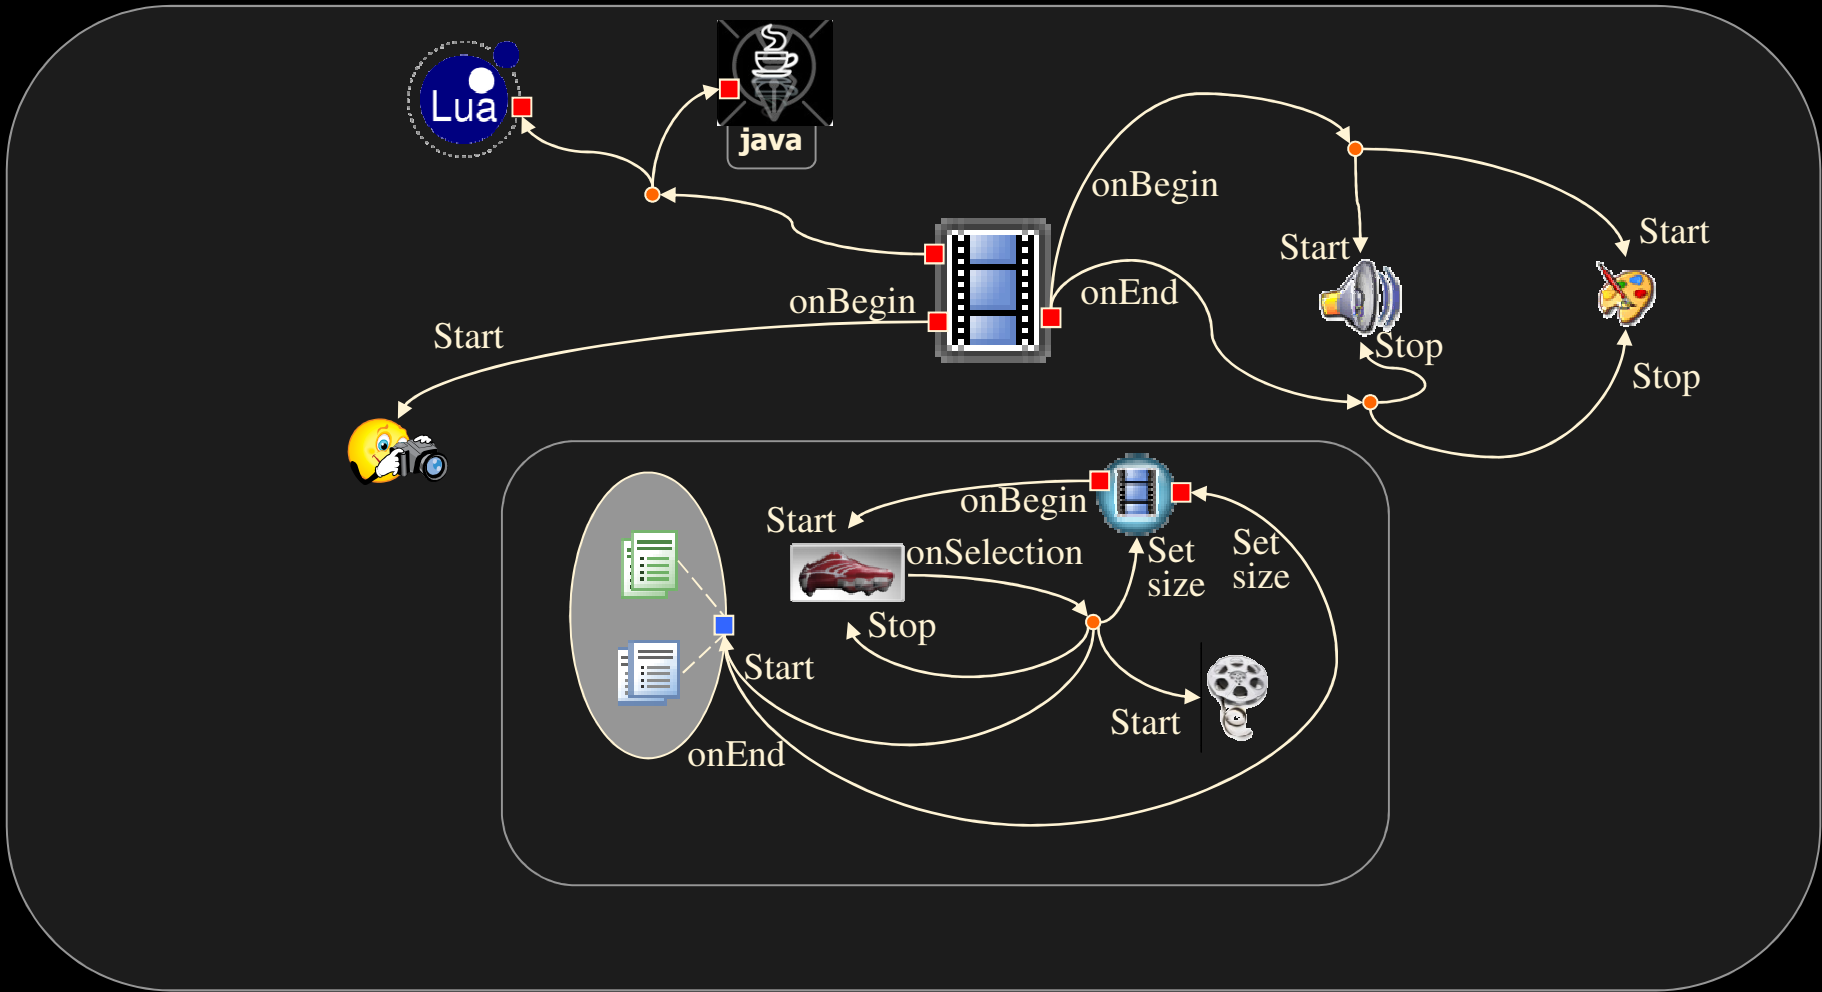 Lua
java
onBegin
Start
Start
onBegin
onEnd
Start
Stop
Stop
onBegin
Start
onSelection
Set
size
Set
size
Stop
Start
Start
onEnd